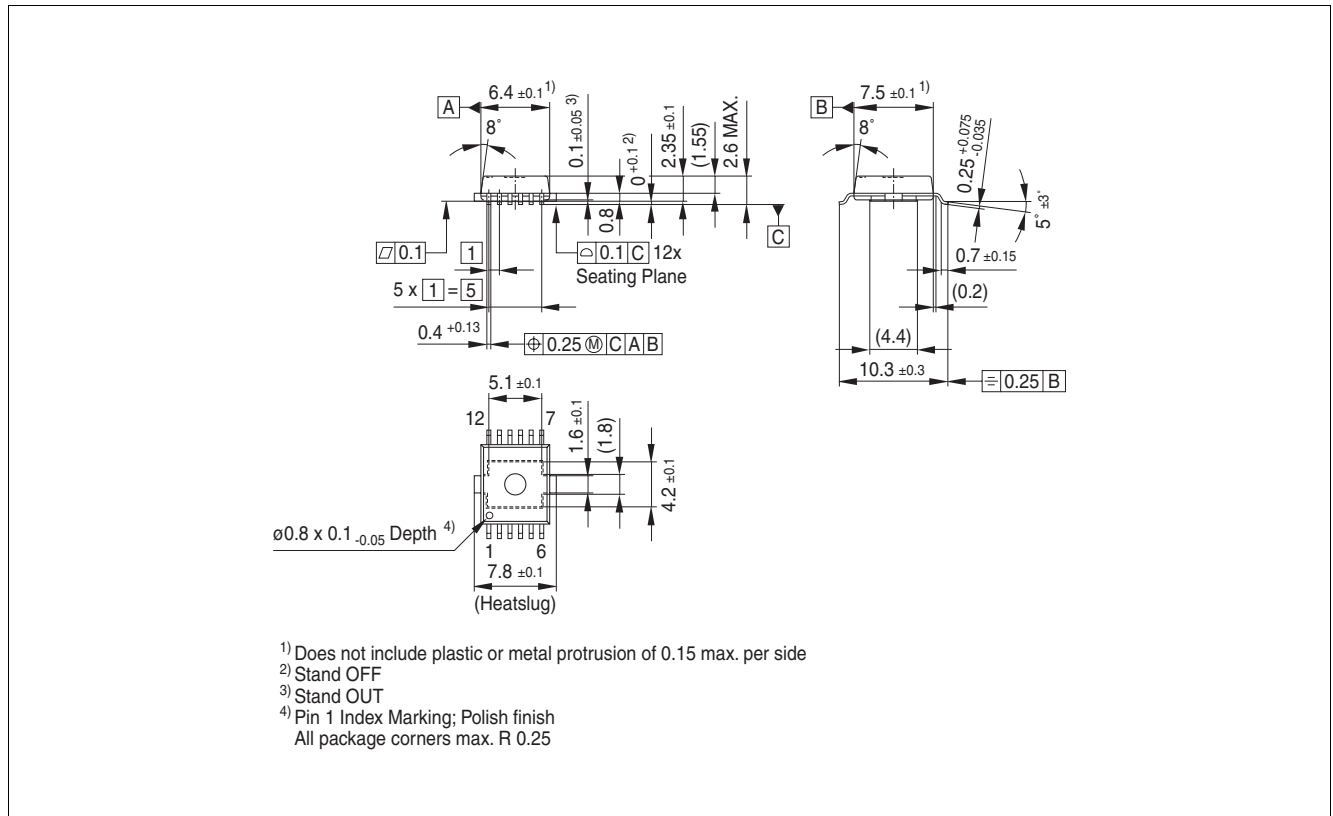 A
6.4 ±0.1 1)
8°
0.1 ±0.05 3)
0 +0.1 2)
2.35 ±0.1
(1.55)
2.6 MAX.
0.8
C
⏥ 0.1
1
⌓ 0.1 C 12x
Seating Plane
5 x 1 = 5
0.4 +0.13
⌖ 0.25 Ⓜ C A B
B
7.5 ±0.1 1)
8°
0.25 +0.075 -0.035
5° ±3°
0.7 ±0.15
(0.2)
(4.4)
10.3 ±0.3
⌯ 0.25 B
5.1 ±0.1
12
7
1.6 ±0.1
(1.8)
4.2 ±0.1
ø0.8 x 0.1 -0.05 Depth 4)
1
6
7.8 ±0.1
(Heatslug)
1) Does not include plastic or metal protrusion of 0.15 max. per side
2) Stand OFF
3) Stand OUT
4) Pin 1 Index Marking; Polish finish
All package corners max. R 0.25